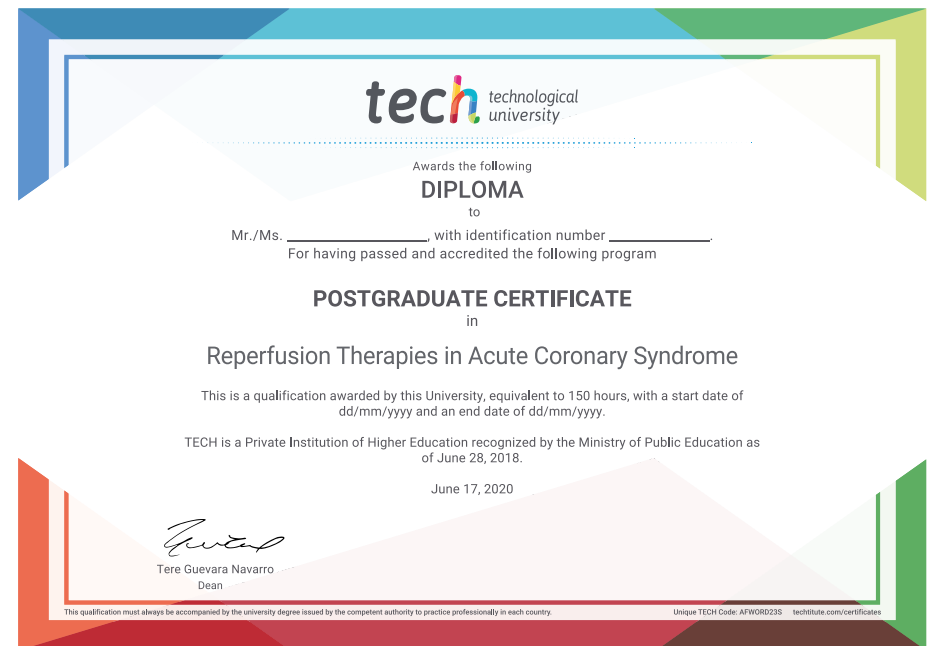 tech technological
university
Awards the following
DIPLOMA
to
Mr./Ms. ____________________, with identification number ______________.
For having passed and accredited the following program
POSTGRADUATE CERTIFICATE
in
Reperfusion Therapies in Acute Coronary Syndrome
This is a qualification awarded by this University, equivalent to 150 hours, with a start date of
dd/mm/yyyy and an end date of dd/mm/yyyy.
TECH is a Private Institution of Higher Education recognized by the Ministry of Public Education as
of June 28, 2018.
June 17, 2020
Tere Guevara Navarro
Dean
This qualification must always be accompanied by the university degree issued by the competent authority to practice professionally in each country. Unique TECH Code: AFWORD23S techtitute.com/certificates